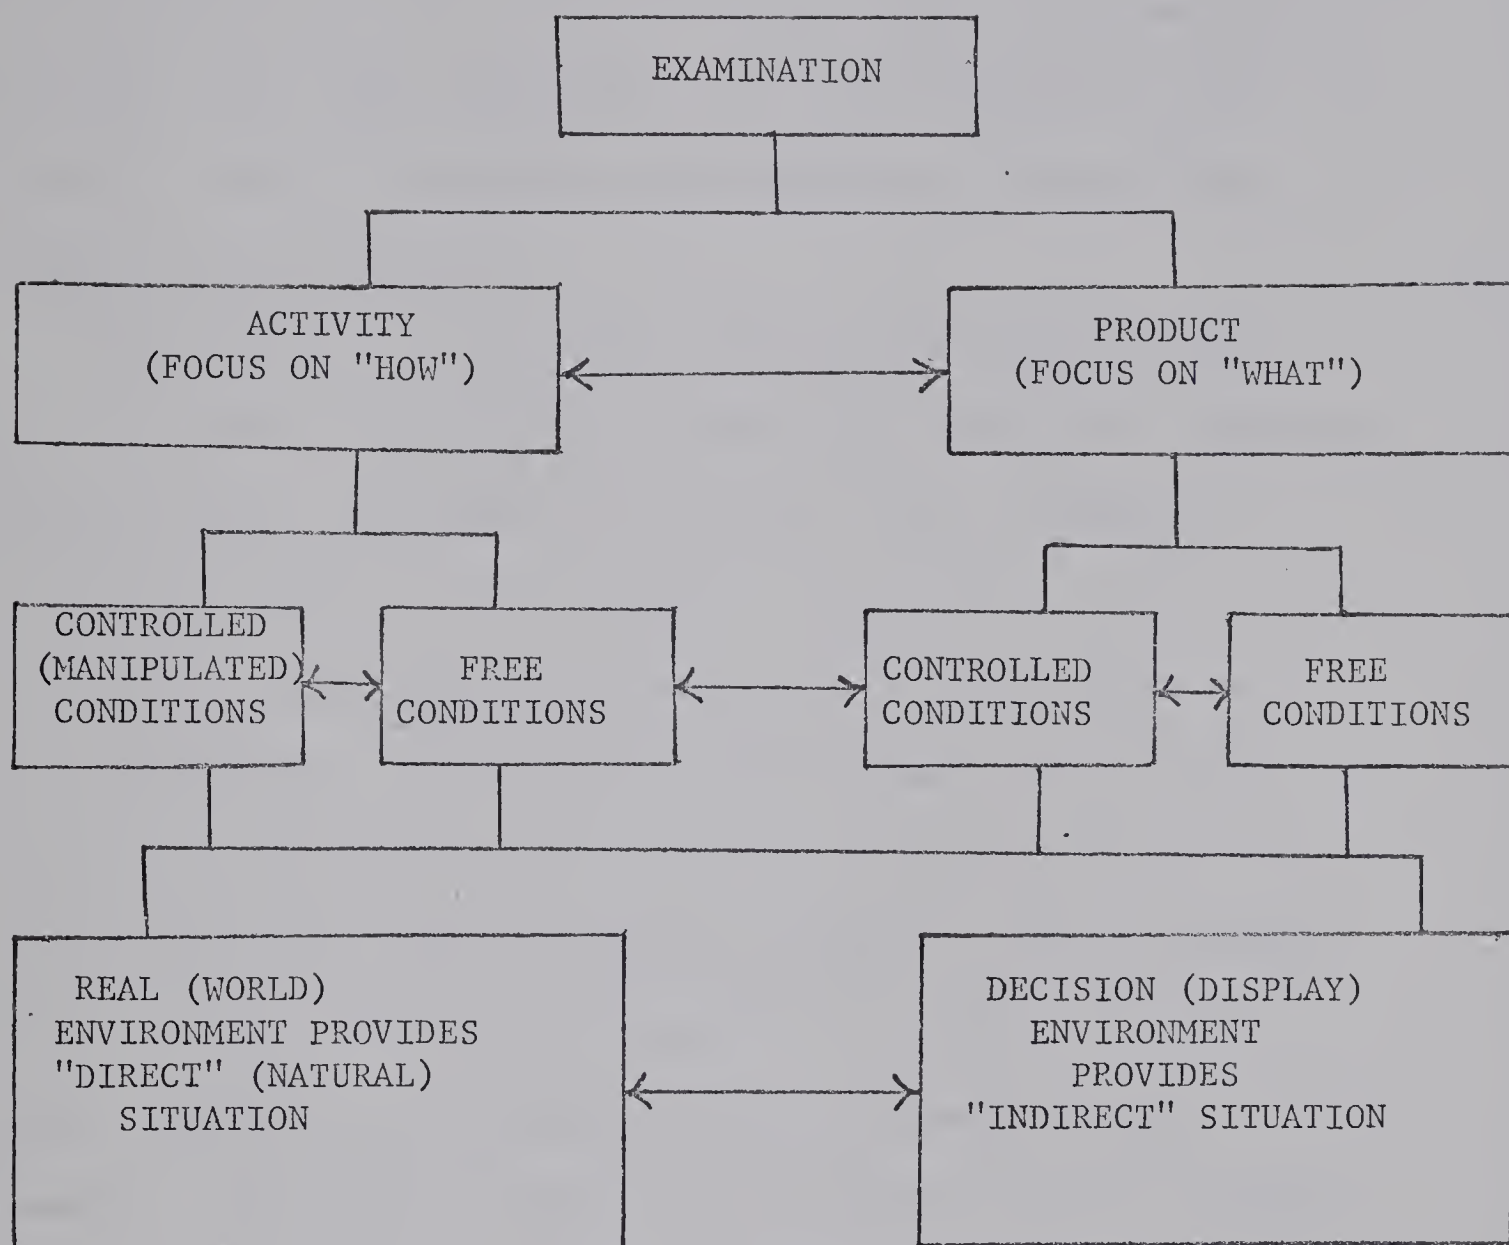 EXAMINATION
ACTIVITY
(FOCUS ON "HOW")
PRODUCT
(FOCUS ON "WHAT")
CONTROLLED
(MANIPULATED)
CONDITIONS
FREE
CONDITIONS
CONTROLLED
CONDITIONS
FREE
CONDITIONS
REAL (WORLD)
ENVIRONMENT PROVIDES
"DIRECT" (NATURAL)
SITUATION
DECISION (DISPLAY)
ENVIRONMENT
PROVIDES
"INDIRECT" SITUATION